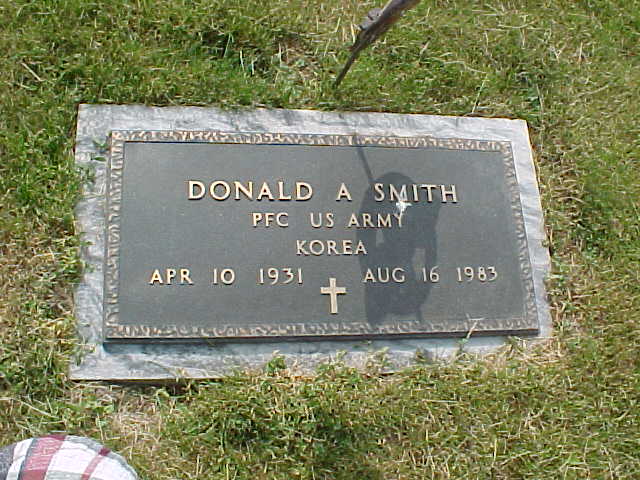 DONALD A SMITH
PFC US ARMY
KOREA
APR 10 1931 AUG 16 1983